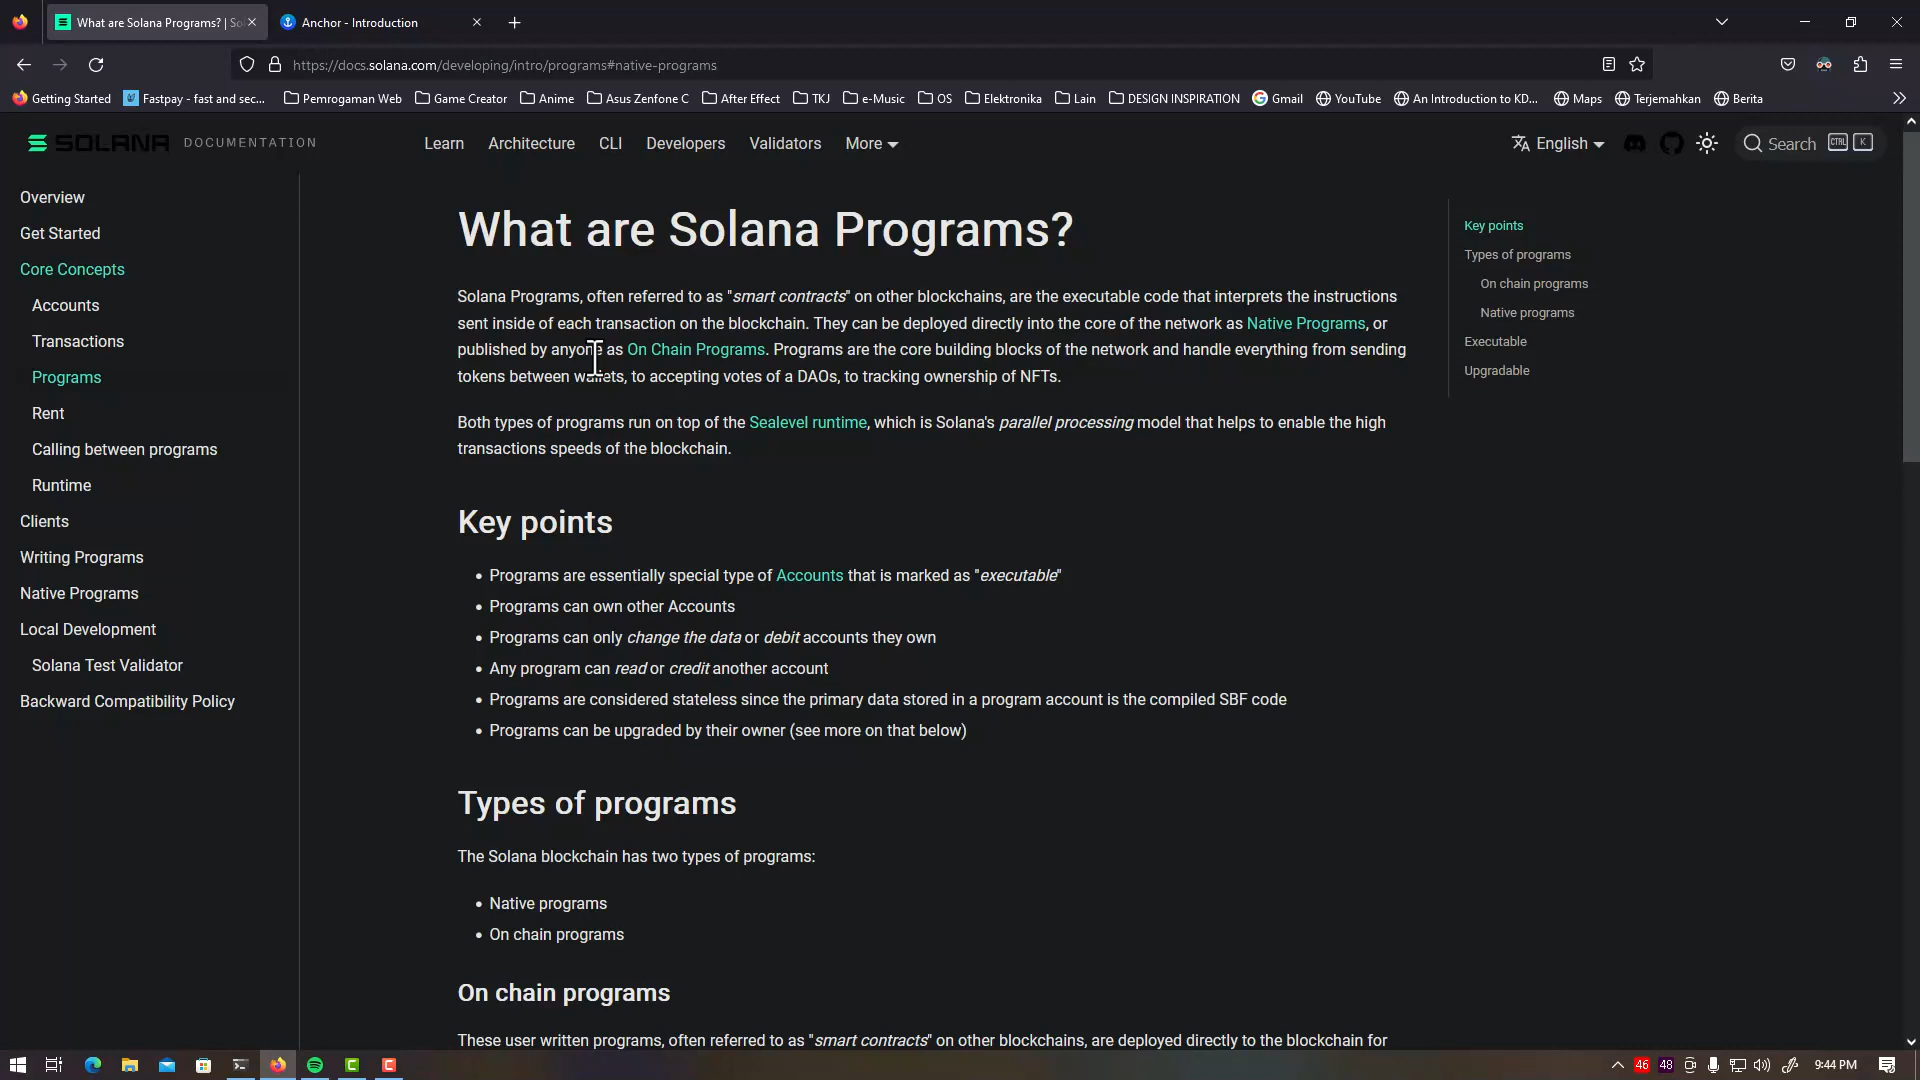 What are Solana Programs? | Sol
Anchor - Introduction
https://docs.solana.com/developing/intro/programs#native-programs
Getting Started
Fastpay - fast and sec...
Pemrogaman Web
Game Creator
Anime
Asus Zenfone C
After Effect
TKJ
e-Music
OS
Elektronika
Lain
DESIGN INSPIRATION
Gmail
YouTube
An Introduction to KD...
Maps
Terjemahkan
Berita
SOLANA DOCUMENTATION
Learn
Architecture
CLI
Developers
Validators
More
English
Search
CTRL K
Overview
Get Started
Core Concepts
Accounts
Transactions
Programs
Rent
Calling between programs
Runtime
Clients
Writing Programs
Native Programs
Local Development
Solana Test Validator
Backward Compatibility Policy
What are Solana Programs?
Solana Programs, often referred to as "smart contracts" on other blockchains, are the executable code that interprets the instructions
sent inside of each transaction on the blockchain. They can be deployed directly into the core of the network as Native Programs, or
published by anyone as On Chain Programs. Programs are the core building blocks of the network and handle everything from sending
tokens between wallets, to accepting votes of a DAOs, to tracking ownership of NFTs.
Both types of programs run on top of the Sealevel runtime, which is Solana's parallel processing model that helps to enable the high
transactions speeds of the blockchain.
Key points
• Programs are essentially special type of Accounts that is marked as "executable"
• Programs can own other Accounts
• Programs can only change the data or debit accounts they own
• Any program can read or credit another account
• Programs are considered stateless since the primary data stored in a program account is the compiled SBF code
• Programs can be upgraded by their owner (see more on that below)
Types of programs
The Solana blockchain has two types of programs:
• Native programs
• On chain programs
On chain programs
These user written programs, often referred to as "smart contracts" on other blockchains, are deployed directly to the blockchain for
Key points
Types of programs
On chain programs
Native programs
Executable
Upgradable
46
48
9:44 PM